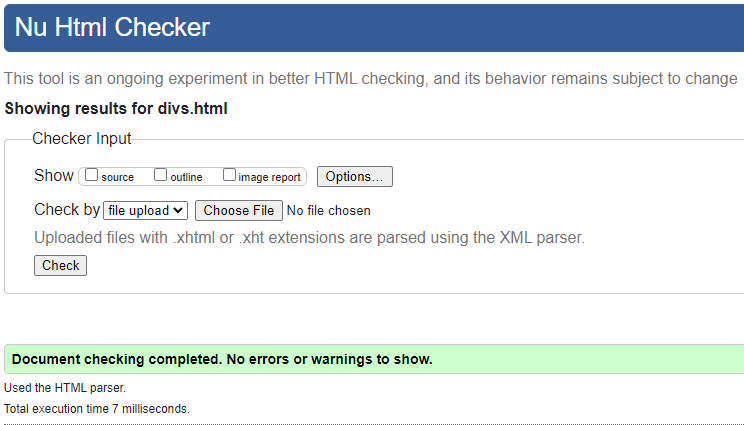 Nu Html Checker
This tool is an ongoing experiment in better HTML checking, and its behavior remains subject to change
Showing results for divs.html
Checker Input
Show source outline image report Options...
Check by file upload Choose File No file chosen
Uploaded files with .xhtml or .xht extensions are parsed using the XML parser.
Check
Document checking completed. No errors or warnings to show.
Used the HTML parser.
Total execution time 7 milliseconds.